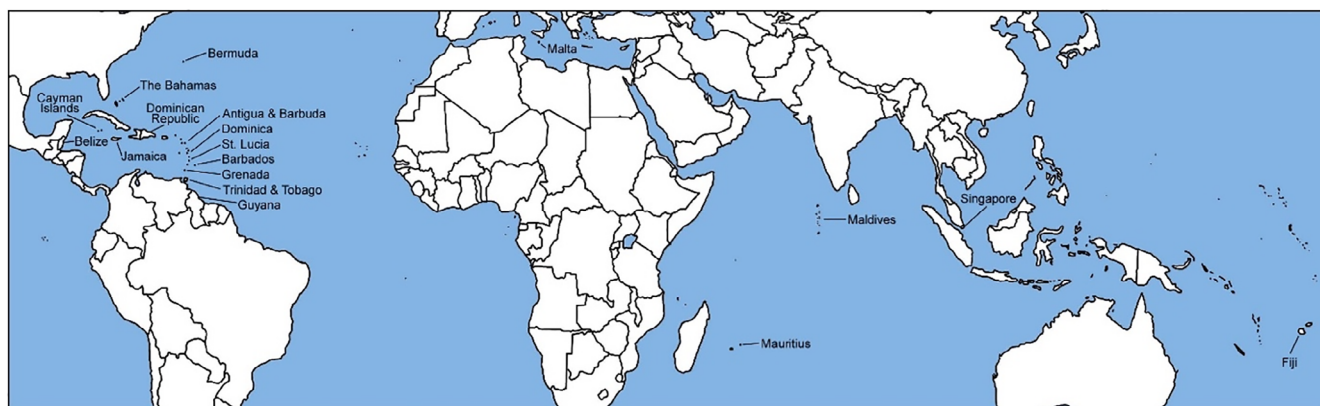 Bermuda
Malta
The Bahamas
Cayman
Islands
Dominican
Republic
Antigua & Barbuda
Dominica
Belize
St. Lucia
Jamaica
Barbados
Grenada
Trinidad & Tobago
Guyana
Singapore
Maldives
Mauritius
Fiji